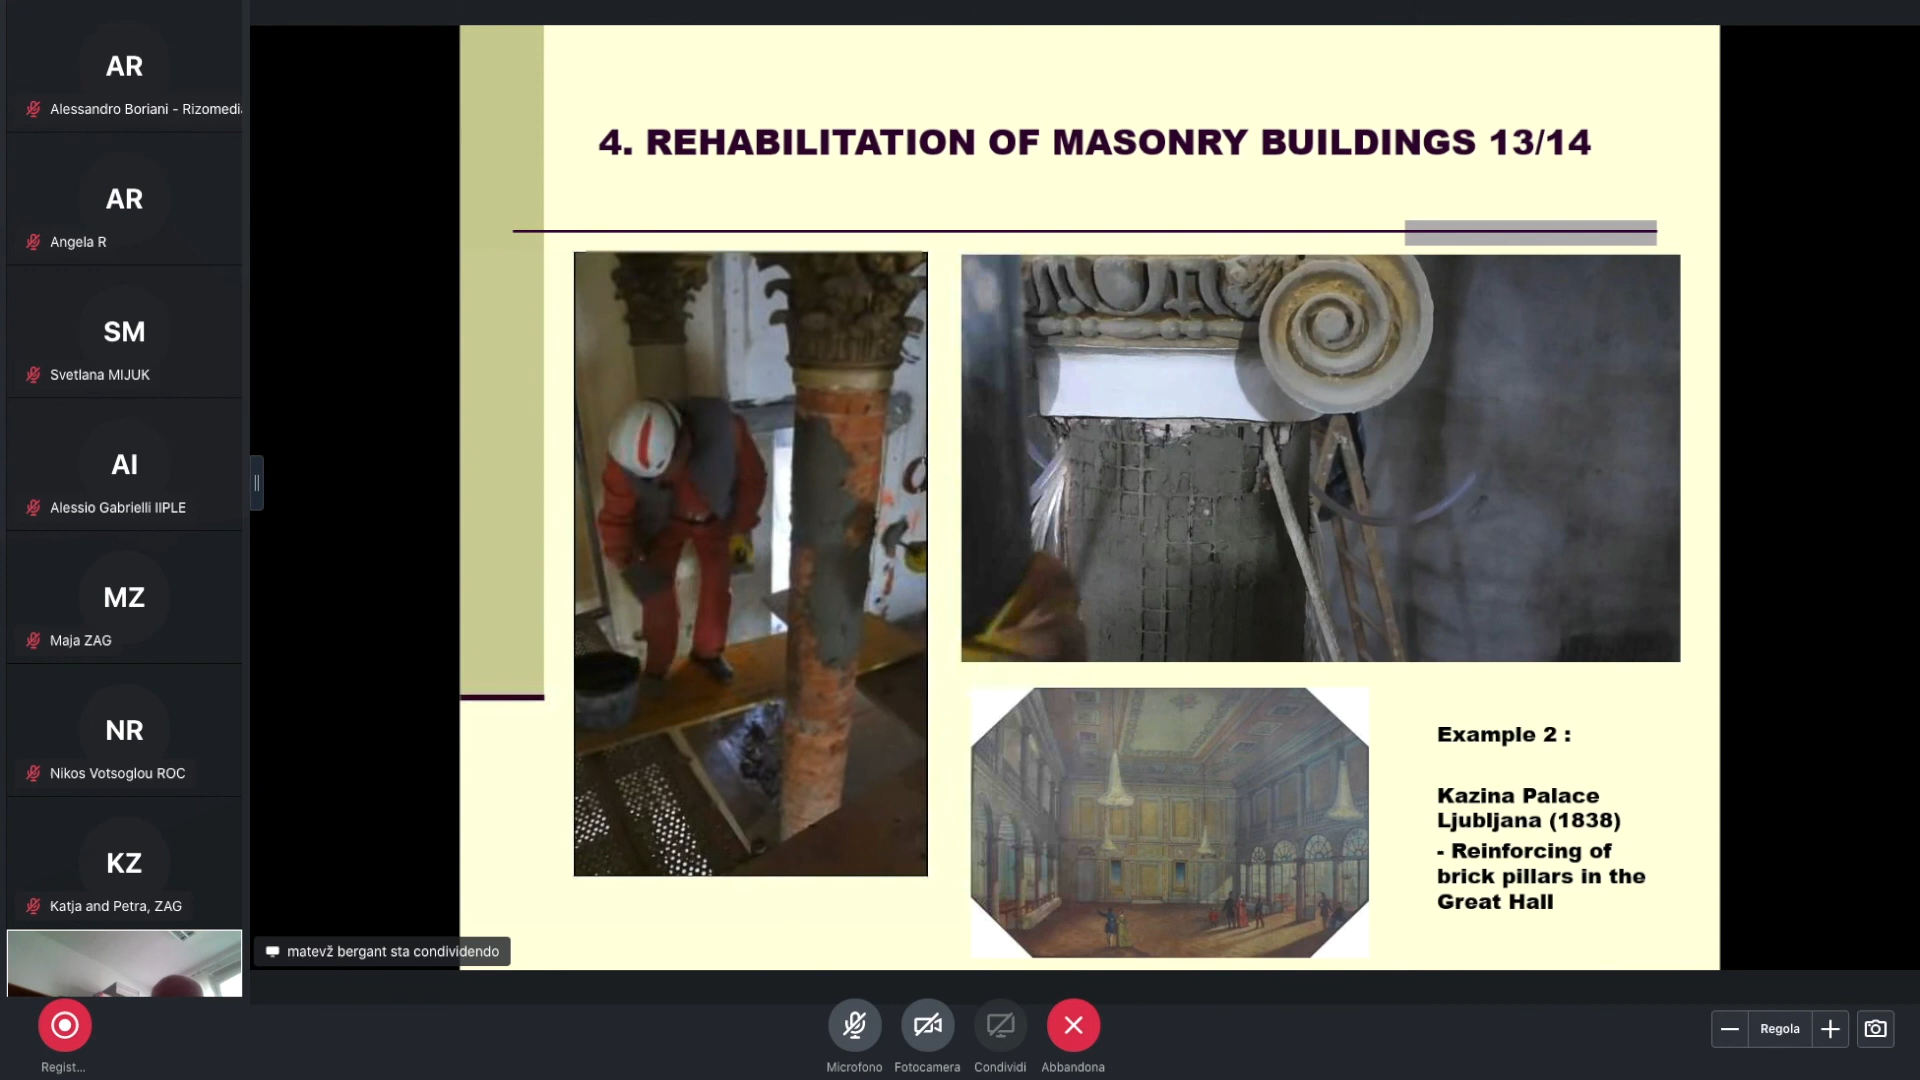 AR
Alessandro Boriani - Rizomedia
AR
Angela R
SM
Svetlana MIJUK
AI
Alessio Gabrielli IIPLE
MZ
Maja ZAG
NR
Nikos Votsoglou ROC
KZ
Katja and Petra, ZAG
4. REHABILITATION OF MASONRY BUILDINGS 13/14
Example 2 :
Kazina Palace
Ljubljana (1838)
- Reinforcing of
brick pillars in the
Great Hall
matevž bergant sta condividendo
Regist...
Microfono
Fotocamera
Condividi
Abbandona
Regola